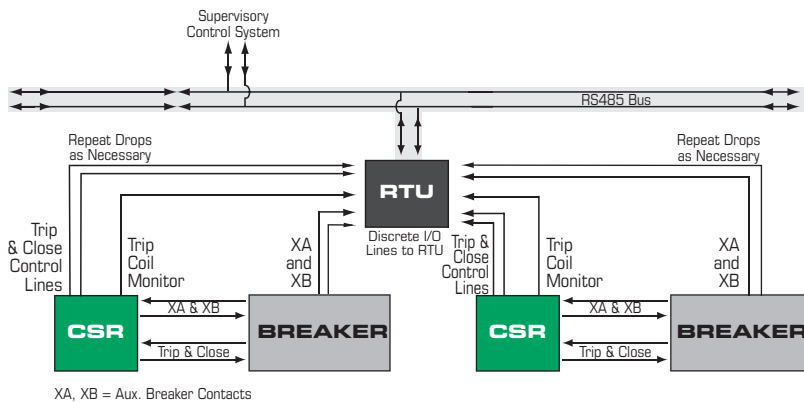 Supervisory
Control System
RS485 Bus
Repeat Drops
as Necessary
Repeat Drops
as Necessary
RTU
Discrete I/O
Lines to RTU
Trip
& Close
Control
Lines
Trip
Coil
Monitor
XA
and
XB
Trip &
Close
Control
Lines
Trip
Coil
Monitor
XA
and
XB
CSR
XA & XB
Trip & Close
BREAKER
CSR
XA & XB
Trip & Close
BREAKER
XA, XB = Aux. Breaker Contacts